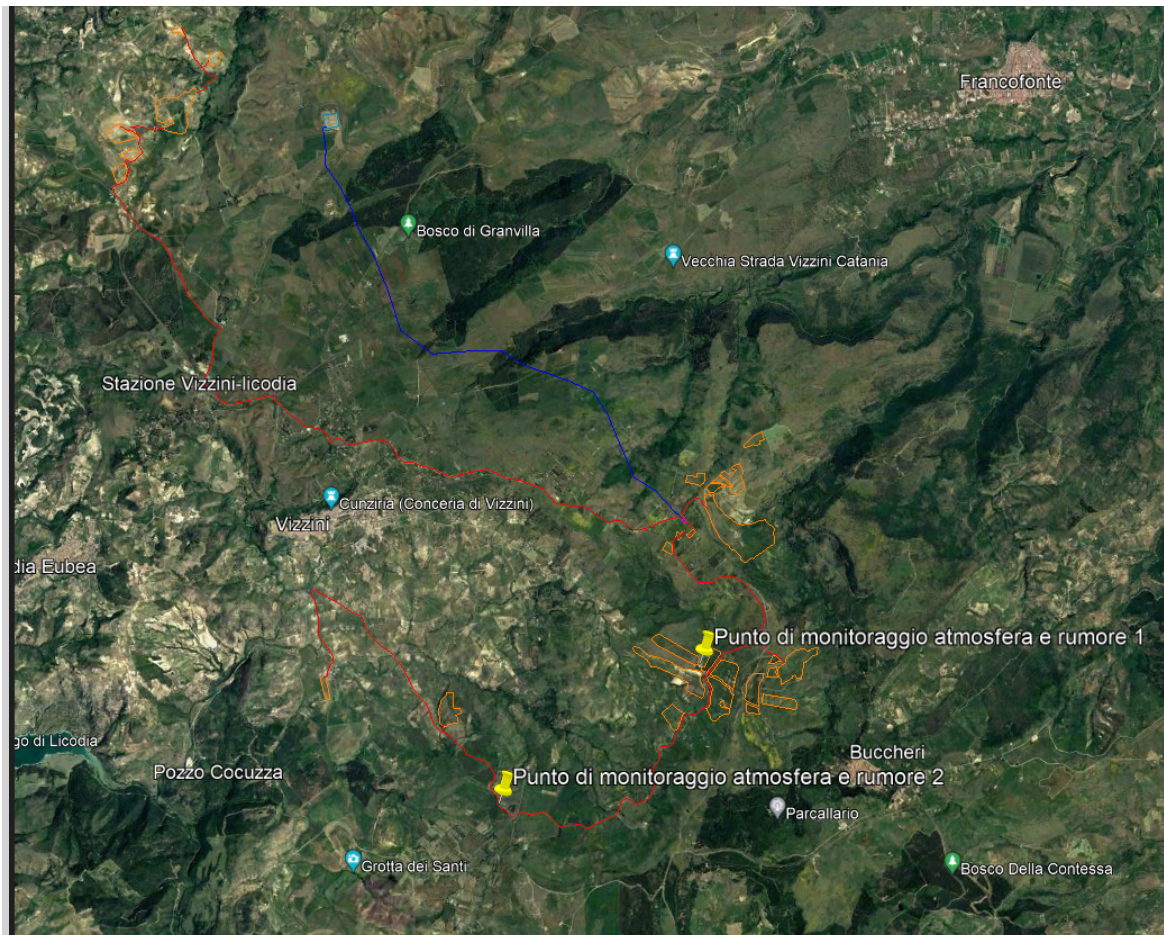 Francofonte
Bosco di Granvilla
Vecchia Strada Vizzini Catania
Stazione Vizzini-licodia
Cunziria (Conceria di Vizzini)
Vizzini
dia Eubea
Punto di monitoraggio atmosfera e rumore 1
go di Licodia
Buccheri
Pozzo Cocuzza
Punto di monitoraggio atmosfera e rumore 2
Parcallario
Grotta dei Santi
Bosco Della Contessa